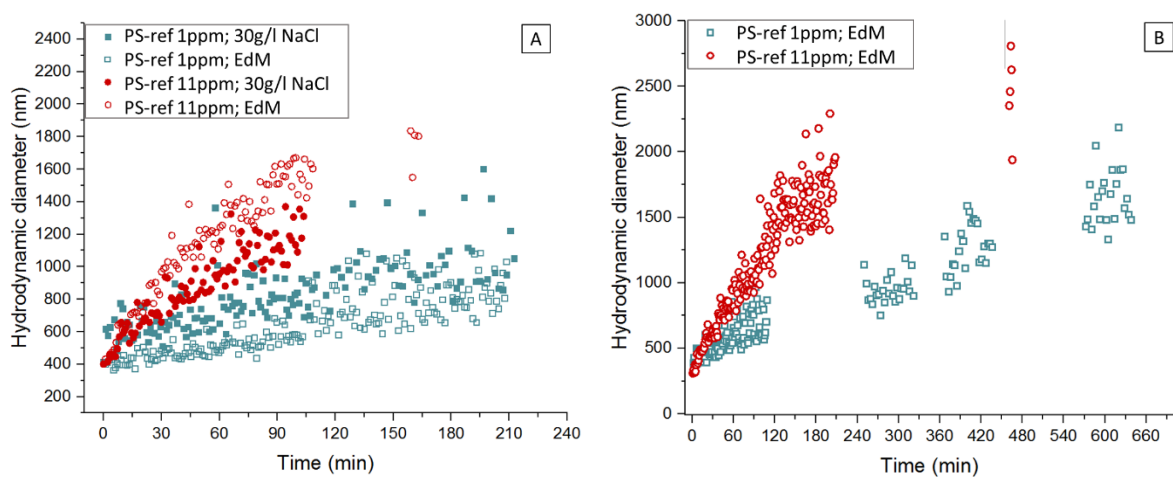 A
PS-ref 1ppm; 30g/l NaCl
PS-ref 1ppm; EdM
PS-ref 11ppm; 30g/l NaCl
PS-ref 11ppm; EdM
Hydrodynamic diameter (nm)
2400
2200
2000
1800
1600
1400
1200
1000
800
600
400
200
0 30 60 90 120 150 180 210 240
Time (min)
B
PS-ref 1ppm; EdM
PS-ref 11ppm; EdM
Hydrodynamic diameter (nm)
3000
2500
2000
1500
1000
500
0
0 60 120 180 240 300 360 420 480 540 600 660
Time (min)